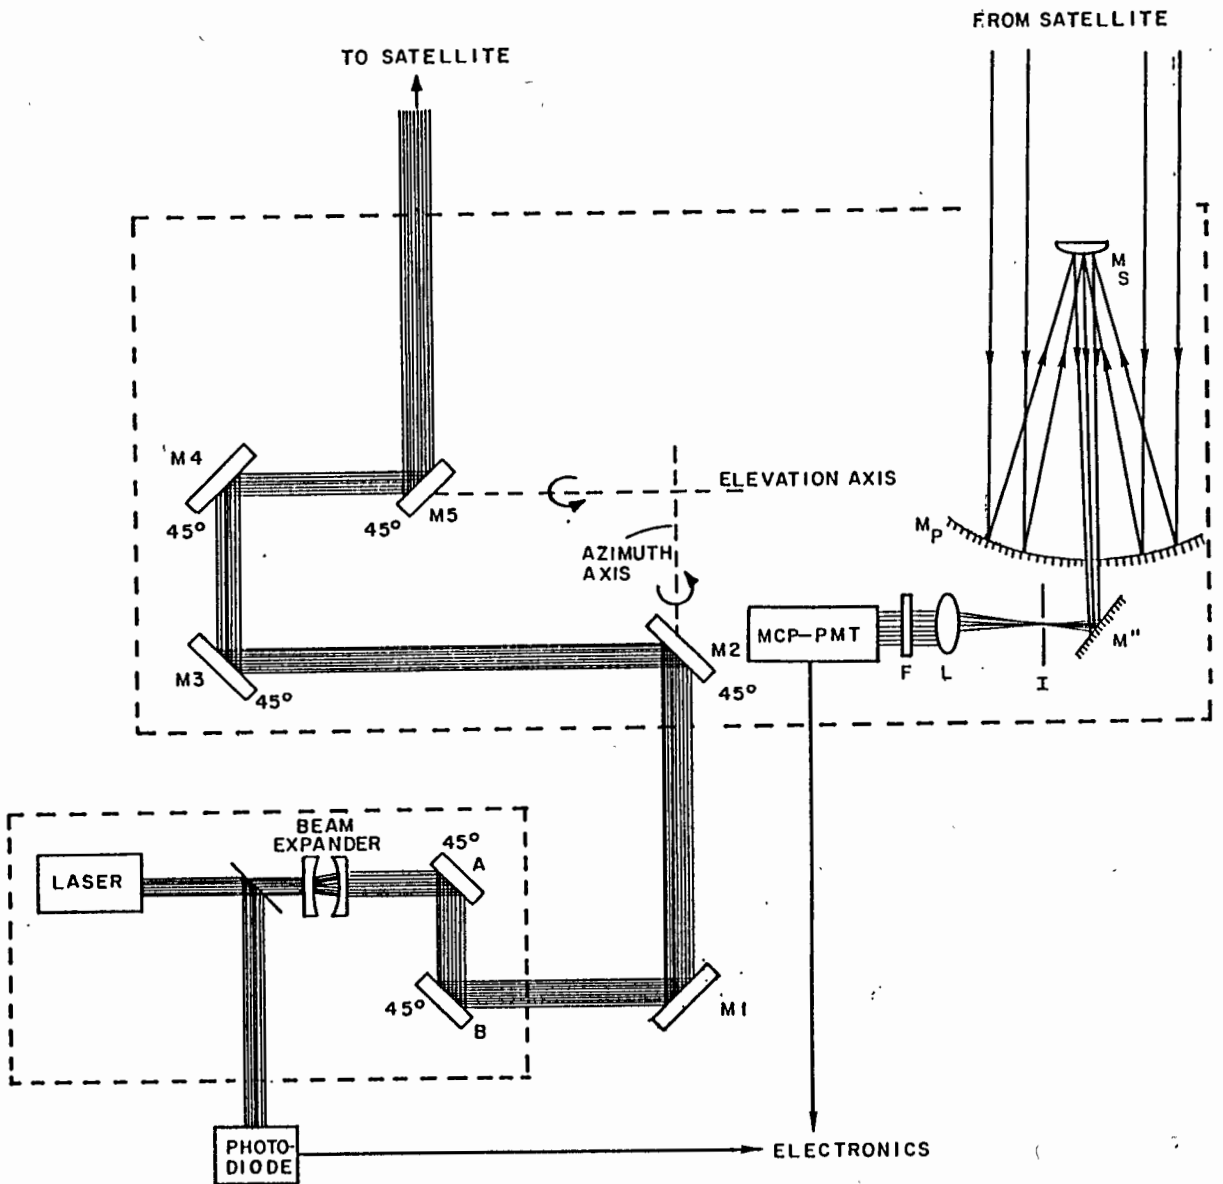 FROM SATELLITE
TO SATELLITE
M
S
M4
45°
45°
M5
ELEVATION AXIS
AZIMUTH
AXIS
M
P
MCP-PMT
F
L
I
M"
M2
45°
M3
45°
BEAM
EXPANDER
45°
A
LASER
45°
B
M1
PHOTO-
DIODE
ELECTRONICS